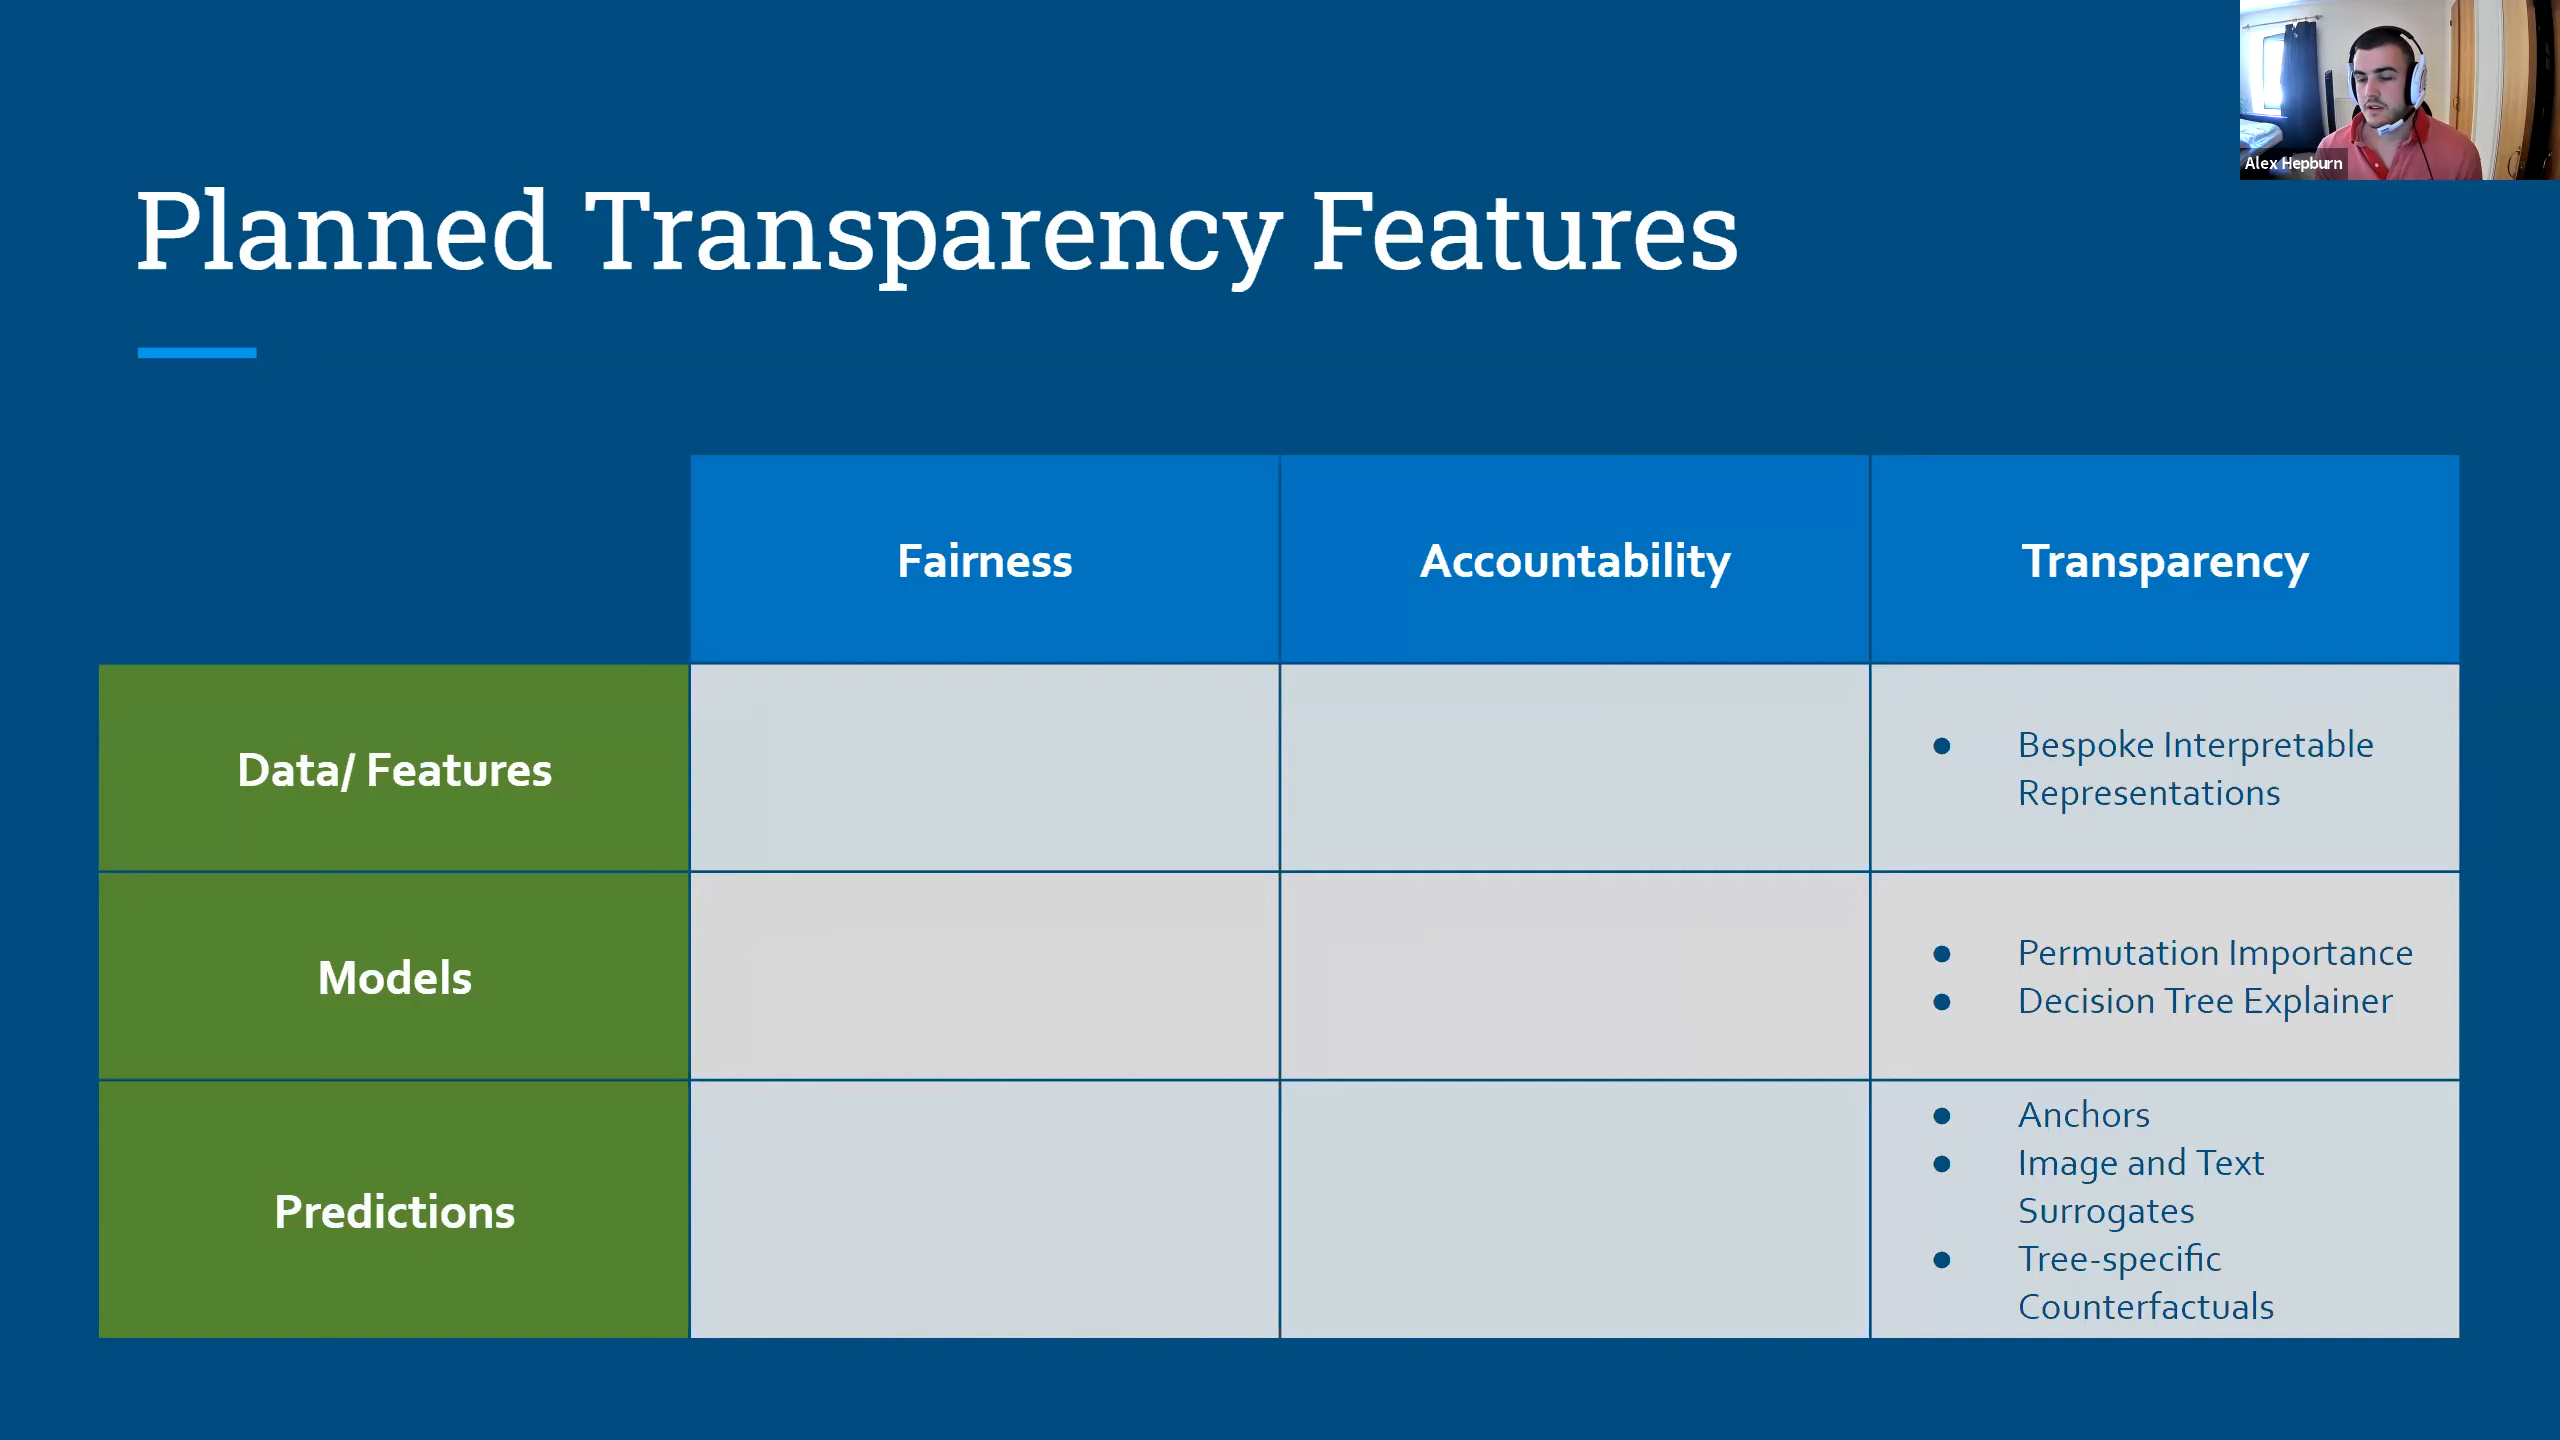 Alex Hepburn
Planned Transparency Features
Fairness
Accountability
Transparency
Data/ Features
● Bespoke Interpretable
Representations
Models
● Permutation Importance
● Decision Tree Explainer
Predictions
● Anchors
● Image and Text
Surrogates
● Tree-specific
Counterfactuals